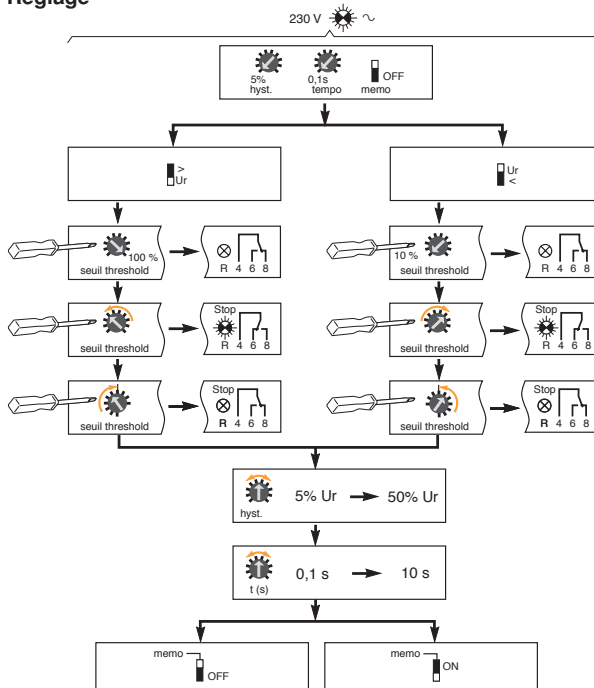 Réglage
230 V ~
5% hyst. 0,1s tempo OFF memo
> Ur
Ur <
100 %
seuil threshold
R 4 6 8
10 %
seuil threshold
R 4 6 8
seuil threshold
Stop
R 4 6 8
seuil threshold
Stop
R 4 6 8
seuil threshold
Stop
R 4 6 8
seuil threshold
Stop
R 4 6 8
5% Ur 50% Ur
hyst.
0,1 s 10 s
t (s)
memo
OFF
memo
ON